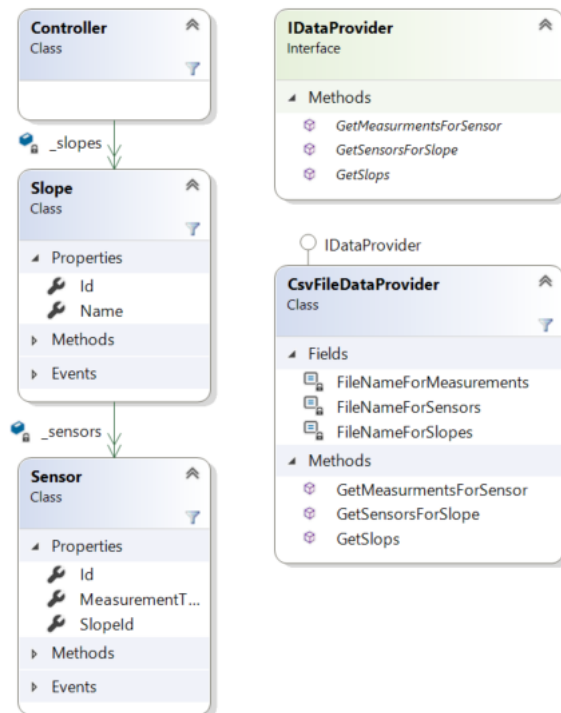 Controller
Class
_slopes
Slope
Class
Properties
Id
Name
Methods
Events
_sensors
Sensor
Class
Properties
Id
MeasurementT...
SlopeId
Methods
Events
IDataProvider
Interface
Methods
GetMeasurmentsForSensor
GetSensorsForSlope
GetSlops
IDataProvider
CsvFileDataProvider
Class
Fields
FileNameForMeasurements
FileNameForSensors
FileNameForSlopes
Methods
GetMeasurmentsForSensor
GetSensorsForSlope
GetSlops